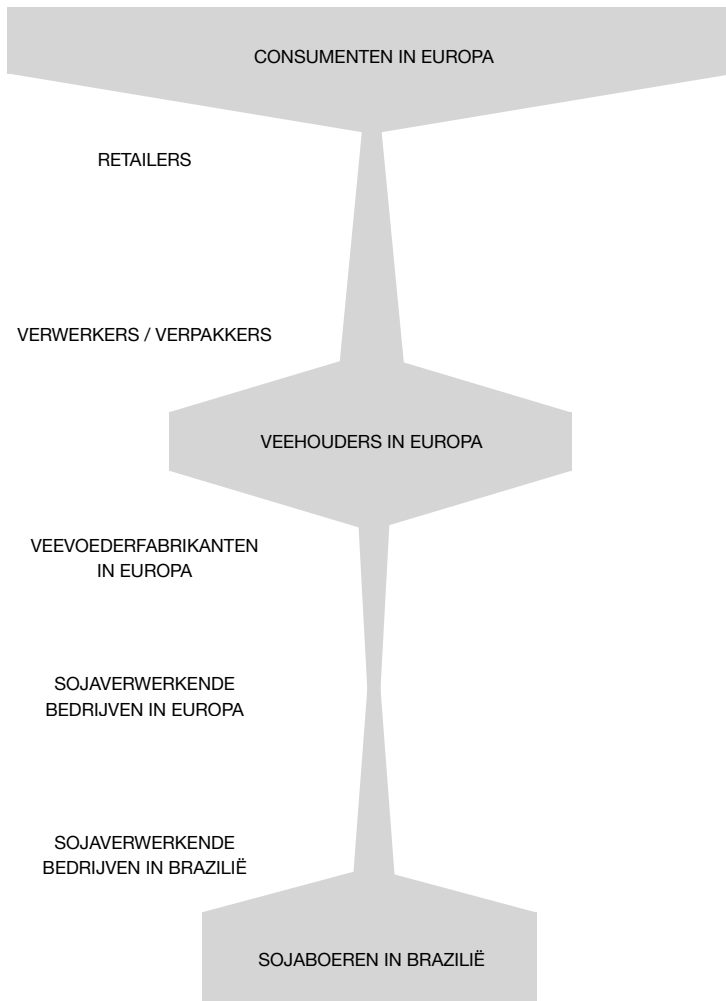 CONSUMENTEN IN EUROPA
RETAILERS
VERWERKERS / VERPAKKERS
VEEHOUDERS IN EUROPA
VEEVOEDERFABRIKANTEN
IN EUROPA
SOJAVERWERKENDE
BEDRIJVEN IN EUROPA
SOJAVERWERKENDE
BEDRIJVEN IN BRAZILIË
SOJABOEREN IN BRAZILIË